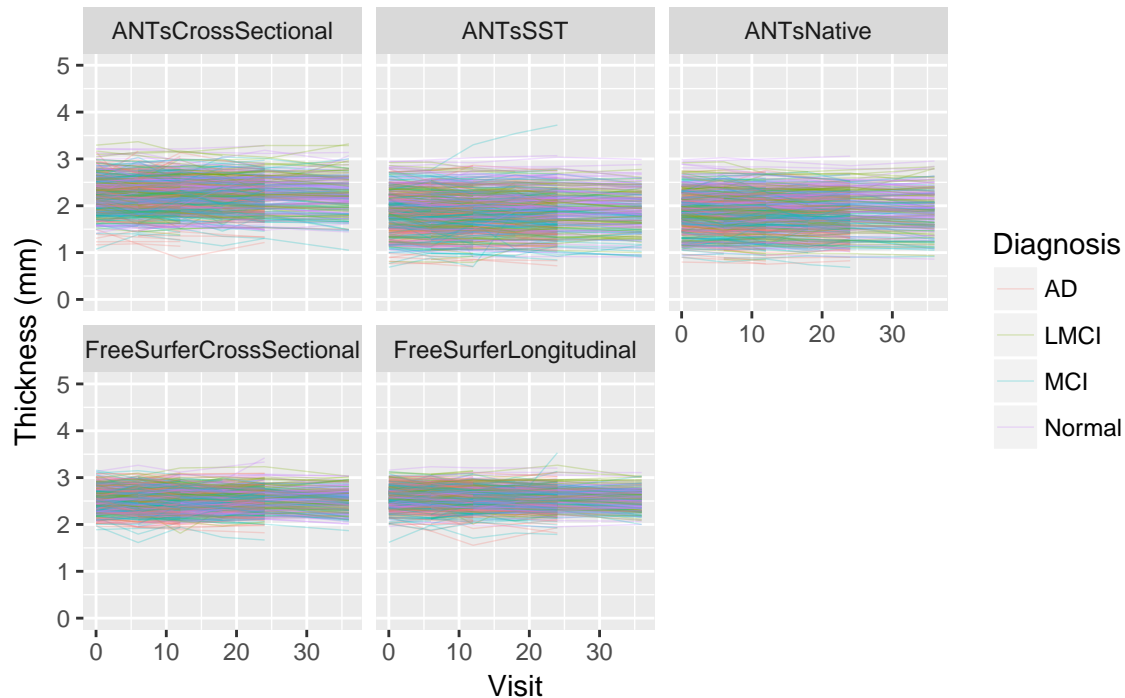 ANTsCrossSectional ANTsSST ANTsNative
5
4
3
2
1
0
0 10 20 30
FreeSurferCrossSectional FreeSurferLongitudinal
5
4
3
2
1
0
0 10 20 30 0 10 20 30
Visit
Thickness (mm)
Diagnosis
AD
LMCI
MCI
Normal